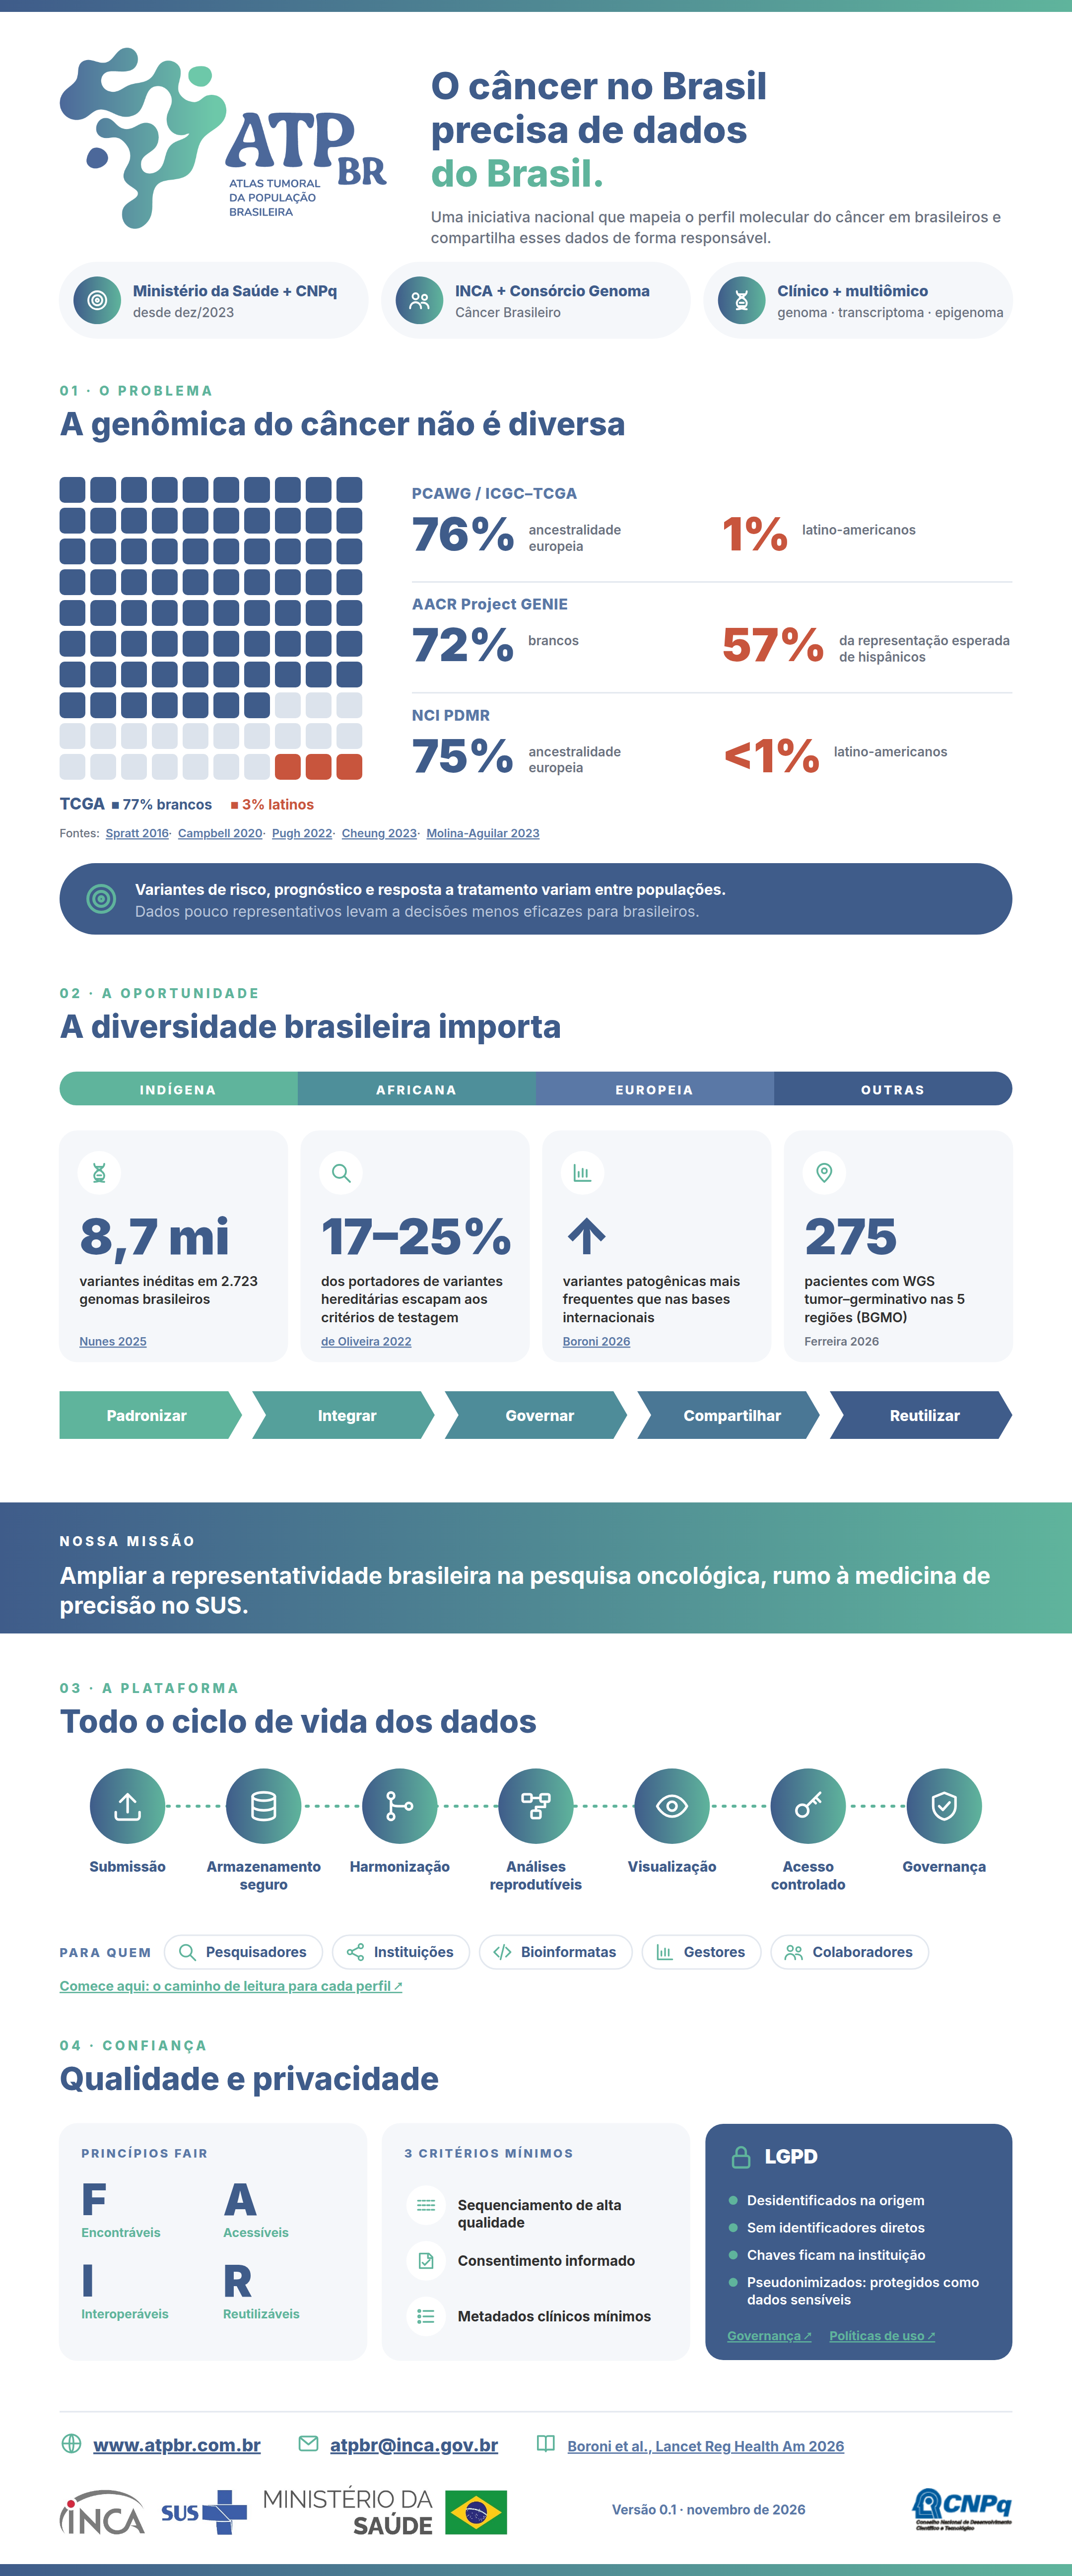 ATP
BR
ATLAS TUMORAL
DA POPULAÇÃO
BRASILEIRA
O câncer no Brasil
precisa de dados
do Brasil.
Uma iniciativa nacional que mapeia o perfil molecular do câncer em brasileiros e
compartilha esses dados de forma responsável.
Ministério da Saúde + CNPq
desde dez/2023
INCA + Consórcio Genoma
Câncer Brasileiro
Clínico + multiômico
genoma · transcriptoma · epigenoma
01 · O PROBLEMA
A genômica do câncer não é diversa
PCAWG / ICGC–TCGA
76% ancestralidade
europeia
1% latino-americanos
AACR Project GENIE
72% brancos
57% da representação esperada
de hispânicos
NCI PDMR
75% ancestralidade
europeia
<1% latino-americanos
TCGA ■ 77% brancos ■ 3% latinos
Fontes: Spratt 2016· Campbell 2020· Pugh 2022· Cheung 2023· Molina-Aguilar 2023
Variantes de risco, prognóstico e resposta a tratamento variam entre populações.
Dados pouco representativos levam a decisões menos eficazes para brasileiros.
02 · A OPORTUNIDADE
A diversidade brasileira importa
INDÍGENA AFRICANA EUROPEIA OUTRAS
8,7 mi
variantes inéditas em 2.723
genomas brasileiros
Nunes 2025
17–25%
dos portadores de variantes
hereditárias escapam aos
critérios de testagem
de Oliveira 2022
↑
variantes patogênicas mais
frequentes que nas bases
internacionais
Boroni 2026
275
pacientes com WGS
tumor–germinativo nas 5
regiões (BGMO)
Ferreira 2026
Padronizar Integrar Governar Compartilhar Reutilizar
NOSSA MISSÃO
Ampliar a representatividade brasileira na pesquisa oncológica, rumo à medicina de
precisão no SUS.
03 · A PLATAFORMA
Todo o ciclo de vida dos dados
Submissão
Armazenamento
seguro
Harmonização
Análises
reprodutíveis
Visualização
Acesso
controlado
Governança
PARA QUEM Pesquisadores Instituições Bioinformatas Gestores Colaboradores
Comece aqui: o caminho de leitura para cada perfil ↗
04 · CONFIANÇA
Qualidade e privacidade
PRINCÍPIOS FAIR
F
Encontráveis
A
Acessíveis
I
Interoperáveis
R
Reutilizáveis
3 CRITÉRIOS MÍNIMOS
Sequenciamento de alta
qualidade
Consentimento informado
Metadados clínicos mínimos
LGPD
Desidentificados na origem
Sem identificadores diretos
Chaves ficam na instituição
Pseudonimizados: protegidos como
dados sensíveis
Governança ↗ Políticas de uso ↗
www.atpbr.com.br atpbr@inca.gov.br Boroni et al., Lancet Reg Health Am 2026
INCA
SUS
MINISTÉRIO DA
SAÚDE
Versão 0.1 · novembro de 2026
CNPq
Conselho Nacional de Desenvolvimento
Científico e Tecnológico